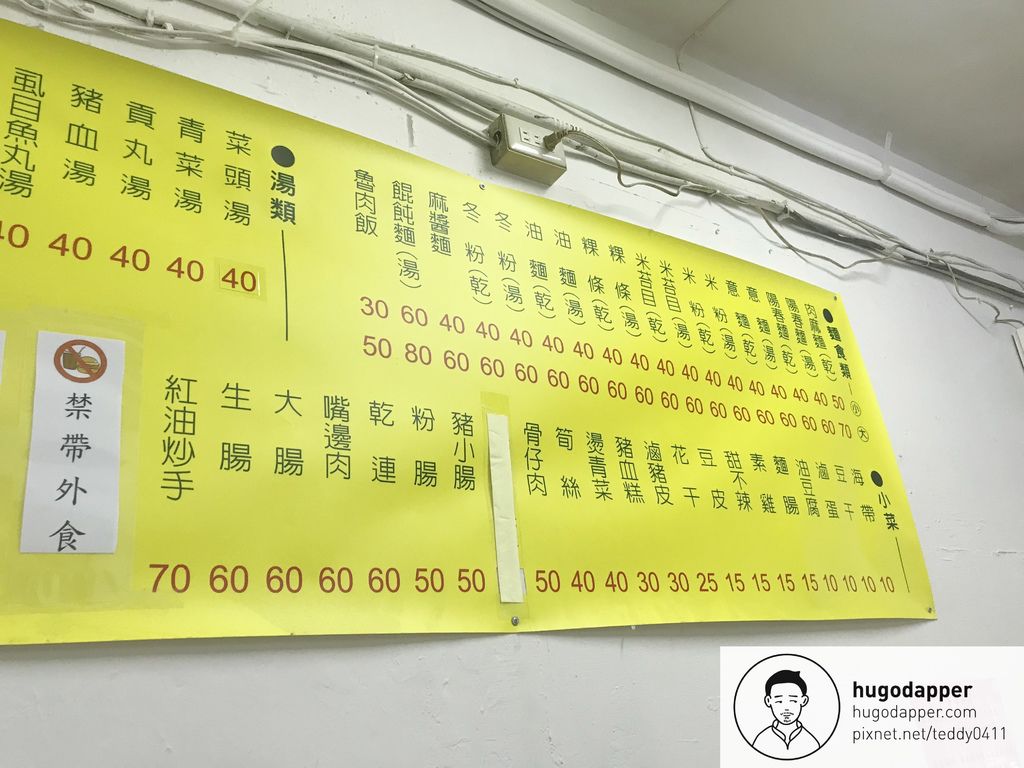 ●麵食類 小 大
肉麻麵(乾) 50 70
陽春麵(湯) 40 60
陽春麵(乾) 40 60
意麵(湯) 40 60
意麵(乾) 40 60
米粉(湯) 40 60
米粉(乾) 40 60
米苔目(湯) 40 60
米苔目(乾) 40 60
粿條(湯) 40 60
粿條(乾) 40 60
油麵(湯) 40 60
油麵(乾) 40 60
冬粉(湯) 40 60
冬粉(乾) 40 60
麻醬麵 40 60
餛飩麵(湯) 60 80
魯肉飯 30 50
●湯類
菜頭湯 40
青菜湯 40
貢丸湯 40
豬血湯 40
虱目魚丸湯 40
●小菜
海帶 10
豆干 10
滷蛋 10
油豆腐 10
麵腸 15
素雞 15
甜不辣 15
豆皮 15
花干 25
滷豬皮 30
豬血糕 30
燙青菜 40
筍絲 40
骨仔肉 50
豬小腸 50
粉腸 50
乾連 60
嘴邊肉 60
大腸 60
生腸 60
紅油炒手 70
禁帶外食
hugodapper
hugodapper.com
pixnet.net/teddy0411